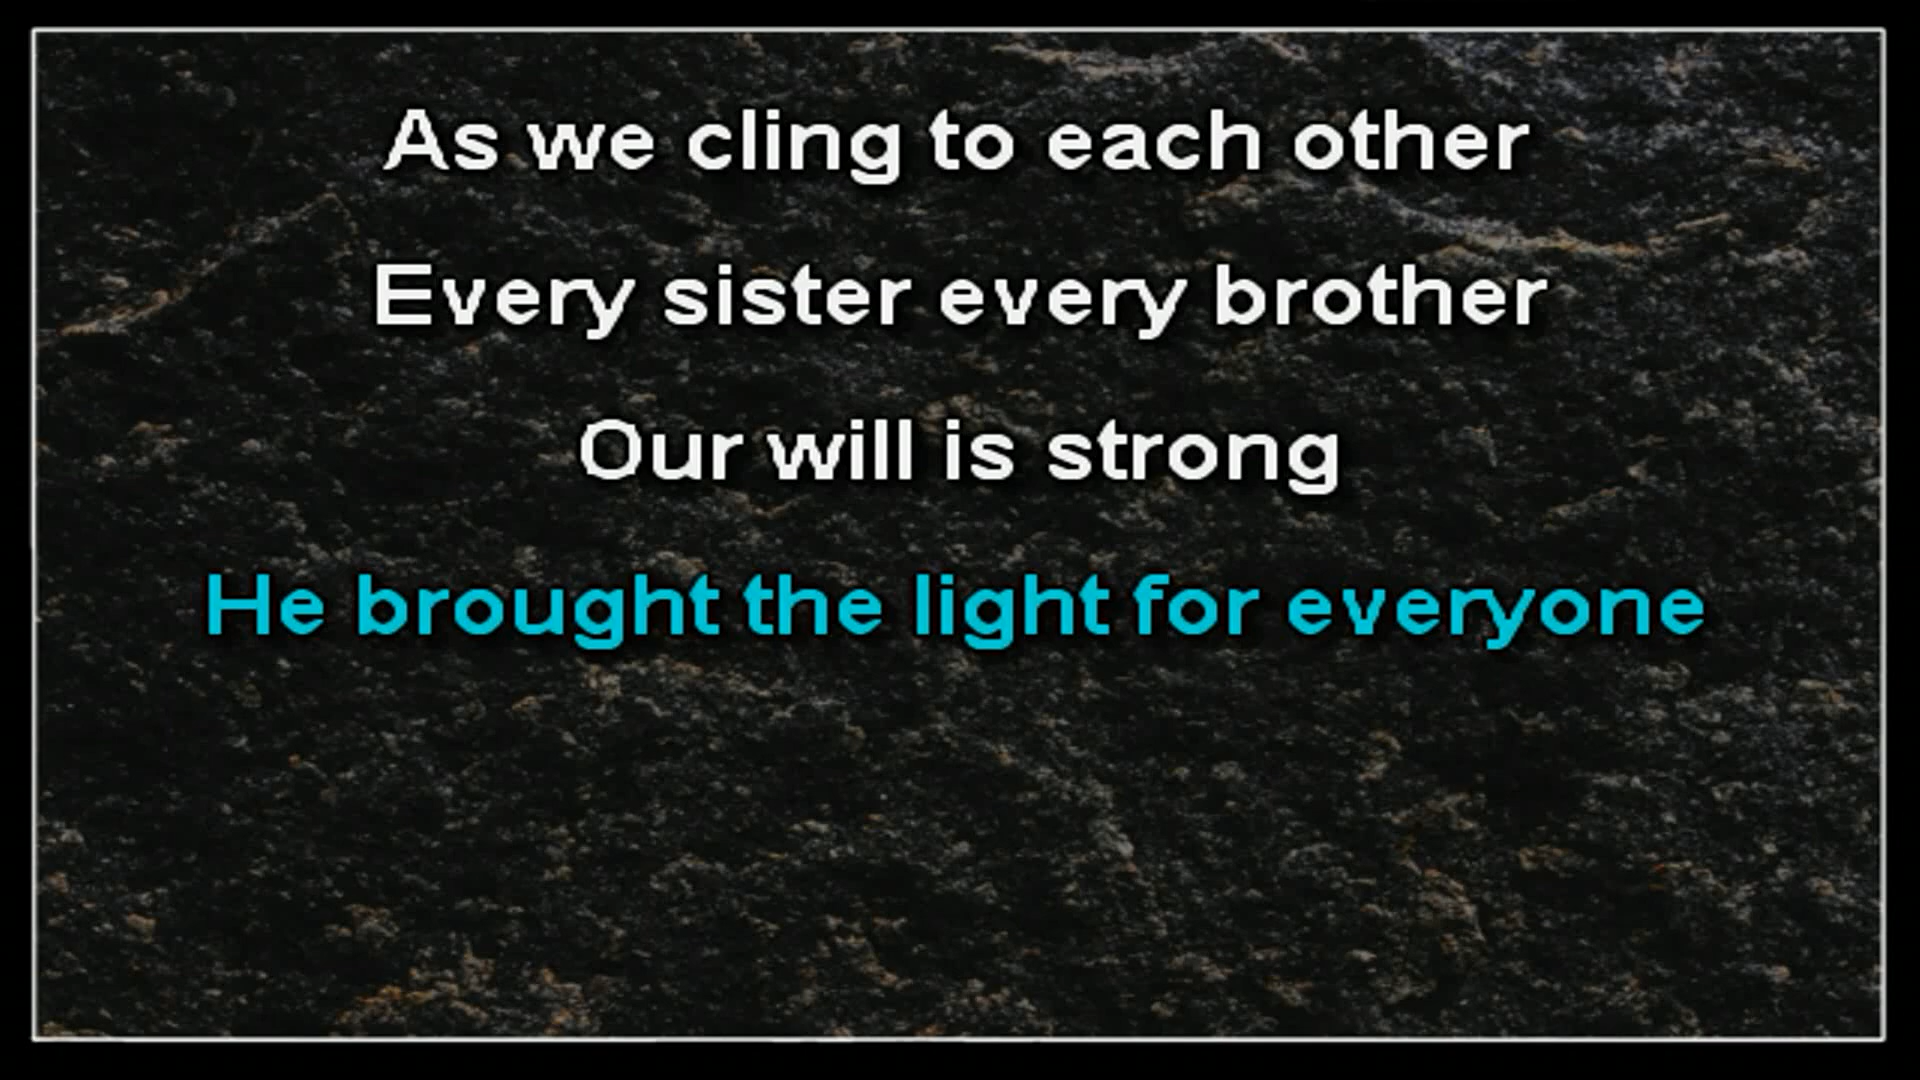 As we cling to each other
Every sister every brother
Our will is strong
He brought the light for everyone